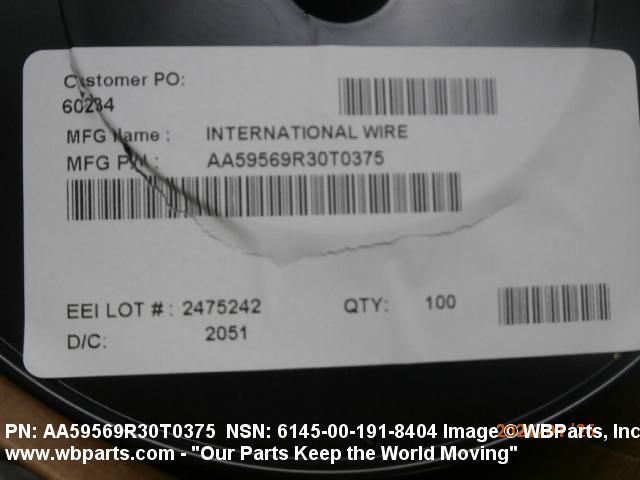 Customer PO:
60234
MFG Name : INTERNATIONAL WIRE
MFG P/N : AA59569R30T0375
EEI LOT # : 2475242 QTY: 100
D/C: 2051
PN: AA59569R30T0375 NSN: 6145-00-191-8404 Image © WBParts, Inc
www.wbparts.com - "Our Parts Keep the World Moving"